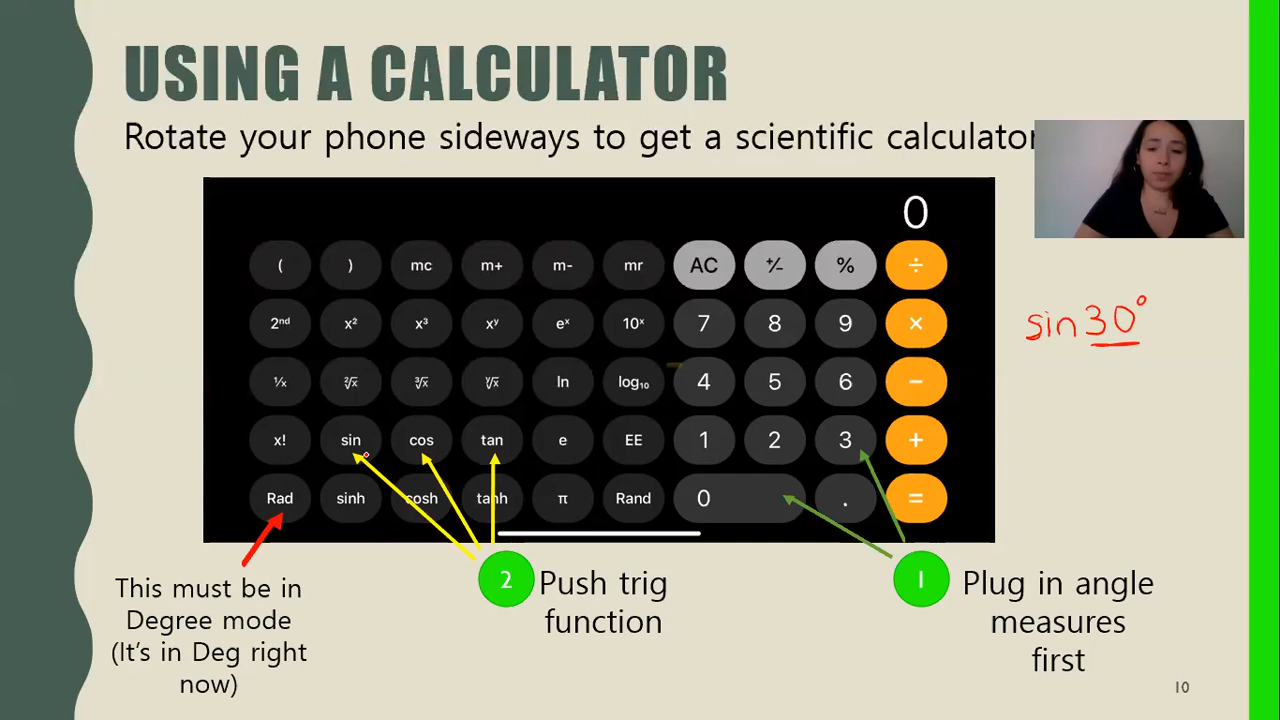 USING A CALCULATOR
Rotate your phone sideways to get a scientific calculator
0
( ) mc m+ m- mr AC +/- % ÷
2ⁿᵈ x² x³ xʸ eˣ 10ˣ 7 8 9 ×
1/x ²√x ³√x ʸ√x ln log₁₀ 4 5 6 −
x! sin cos tan e EE 1 2 3 +
Rad sinh cosh tanh π Rand 0 . =
sin 30°
This must be in
Degree mode
(It's in Deg right
now)
2 Push trig
function
1 Plug in angle
measures
first
10